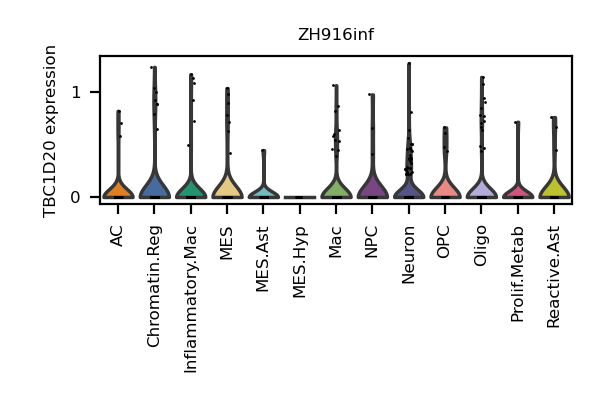 ZH916inf
TBC1D20 expression
1
0
AC
Chromatin.Reg
Inflammatory.Mac
MES
MES.Ast
MES.Hyp
Mac
NPC
Neuron
OPC
Oligo
Prolif.Metab
Reactive.Ast